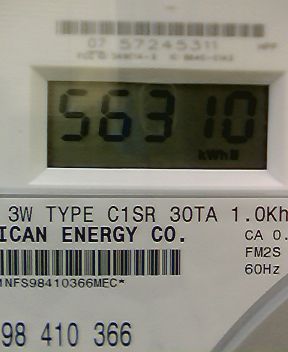 07 57245311
56310
kWh
3W TYPE C1SR 30TA 1.0Kh
ICAN ENERGY CO.
CA 0.
FM2S
60Hz
NFS98410366MEC*
98 410 366